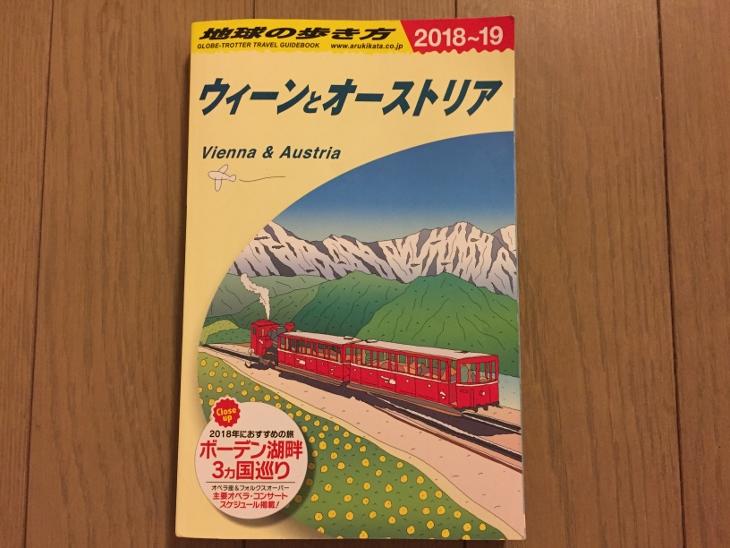 地球の歩き方
GLOBE-TROTTER TRAVEL GUIDEBOOK www.arukikata.co.jp
2018~19
ウィーンとオーストリア
Vienna & Austria
Close up
2018年におすすめの旅
ボーデン湖畔
3ヵ国巡り
オペラ座&フォルクスオーパー
主要オペラ・コンサート
スケジュール掲載!